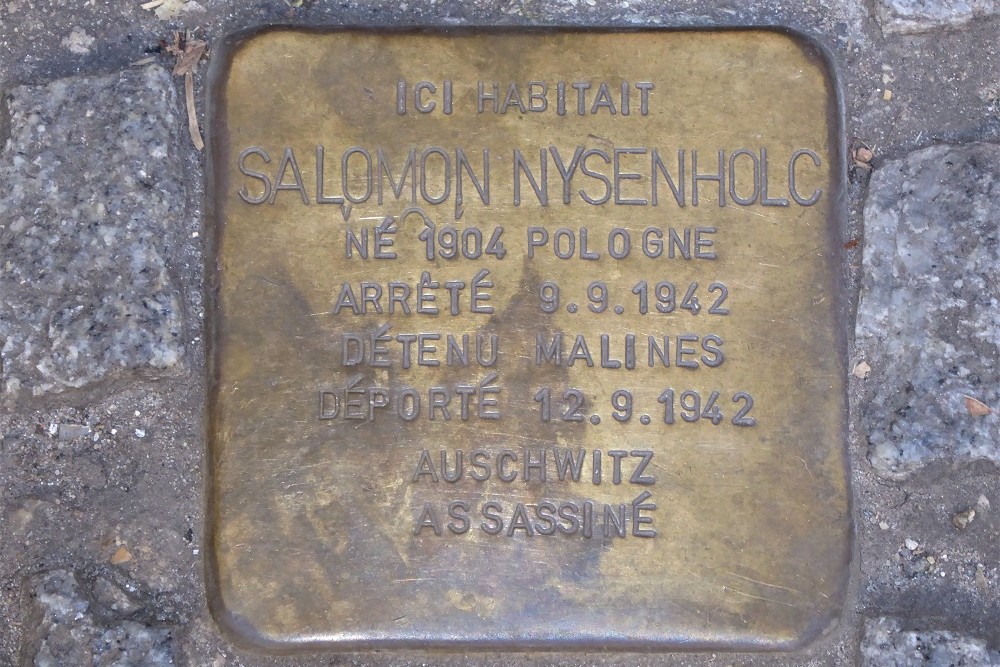 ICI HABITAIT
SALOMON NYSENHOLC
NÉ 1904 POLOGNE
ARRÊTÉ 9.9.1942
DÉTENU MALINES
DÉPORTÉ 12.9.1942
AUSCHWITZ
ASSASSINÉ